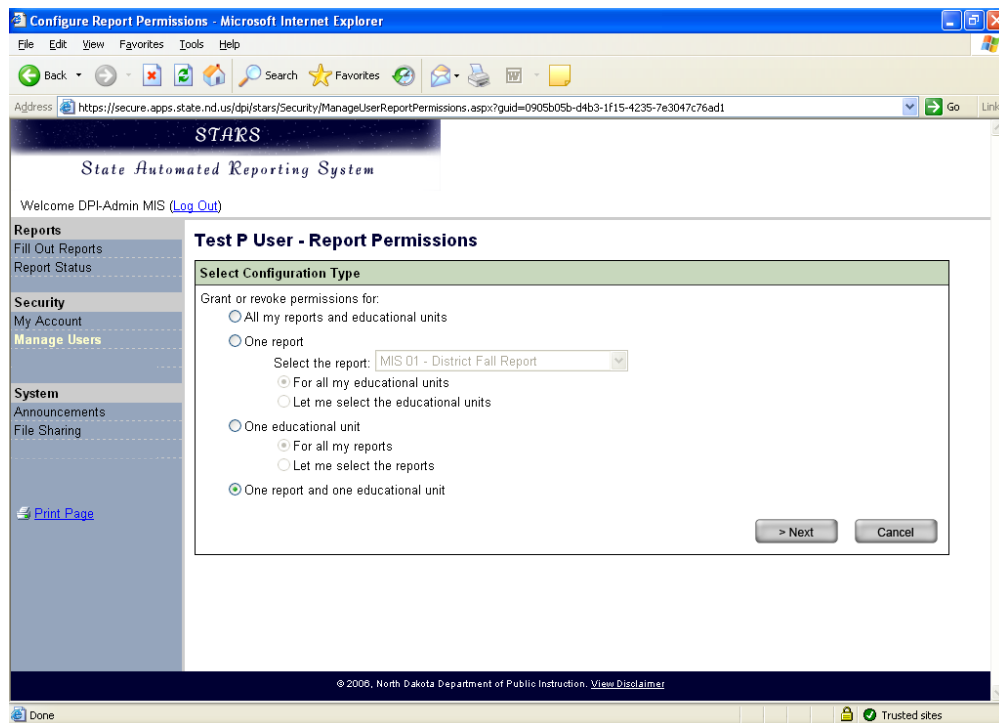 Configure Report Permissions - Microsoft Internet Explorer
File Edit View Favorites Tools Help
Back Search Favorites
Address https://secure.apps.state.nd.us/dpi/stars/Security/ManageUserReportPermissions.aspx?guid=0905b05b-d4b3-1f15-4235-7e3047c76ad1 Go Link
STARS
State Automated Reporting System
Welcome DPI-Admin MIS (Log Out)
Reports
Fill Out Reports
Report Status
Security
My Account
Manage Users
System
Announcements
File Sharing
Print Page
Test P User - Report Permissions
Select Configuration Type
Grant or revoke permissions for:
All my reports and educational units
One report
Select the report: MIS 01 - District Fall Report
For all my educational units
Let me select the educational units
One educational unit
For all my reports
Let me select the reports
One report and one educational unit
> Next Cancel
© 2006, North Dakota Department of Public Instruction. View Disclaimer
Done Trusted sites